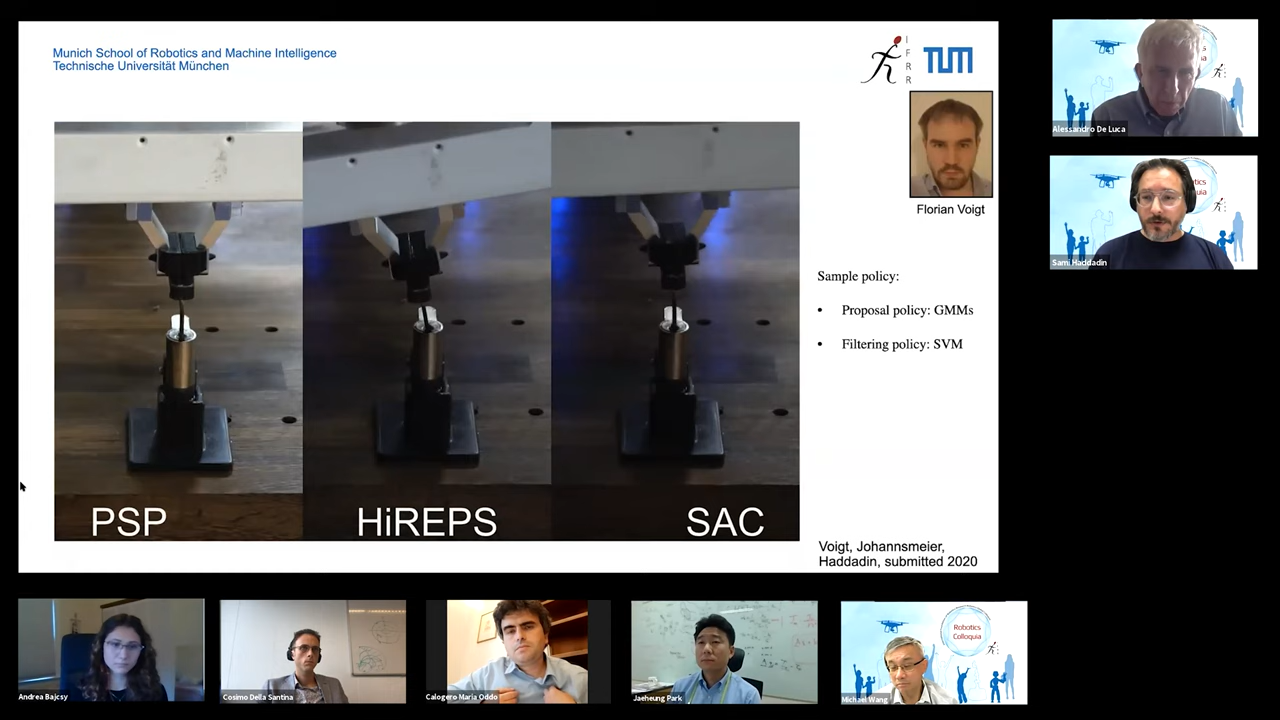 Munich School of Robotics and Machine Intelligence
Technische Universität München
I
F
R
R
TUM
Florian Voigt
Sample policy:
• Proposal policy: GMMs
• Filtering policy: SVM
PSP
HiREPS
SAC
Voigt, Johannsmeier,
Haddadin, submitted 2020
Alessandro De Luca
Sami Haddadin
Andrea Bajcsy
Cosimo Della Santina
Calogero Maria Oddo
Jaeheung Park
Robotics
Colloquia
Michael Wang